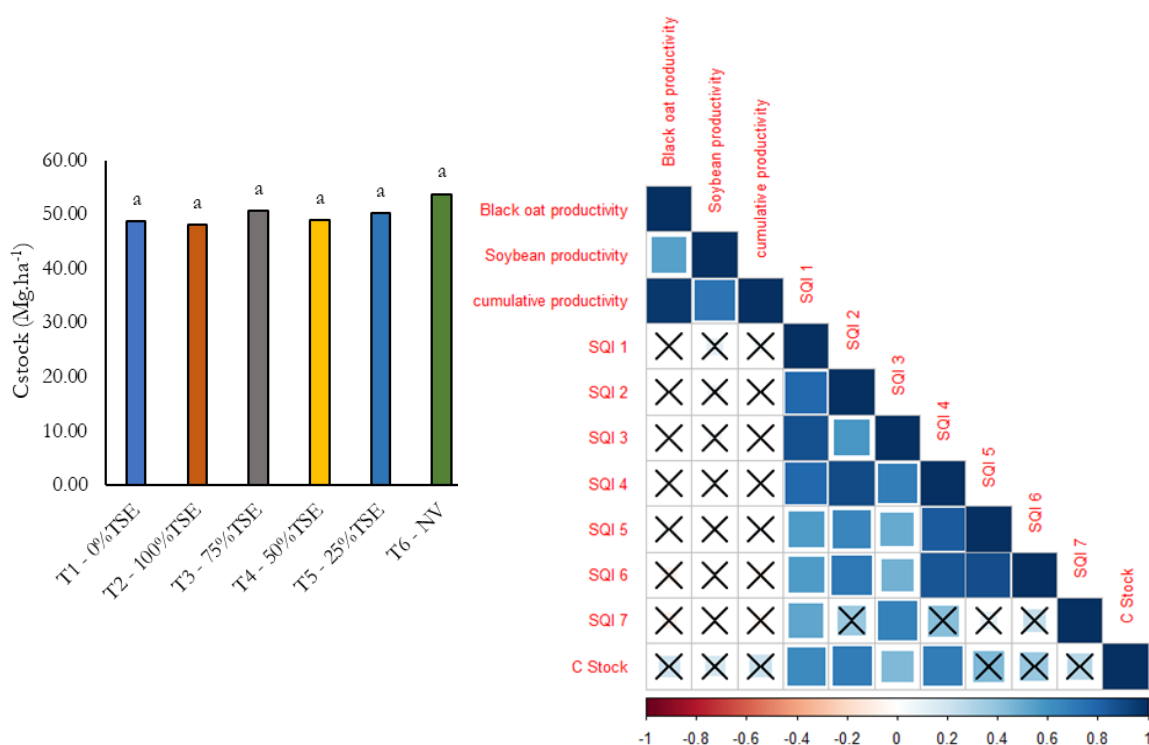 Cstock (Mg.ha⁻¹)
60.00
50.00
40.00
30.00
20.00
10.00
0.00
a
a
a
a
a
a
T1 - 0%TSE
T2 - 100%TSE
T3 - 75%TSE
T4 - 50%TSE
T5 - 25%TSE
T6 - NV
Black oat productivity
Soybean productivity
cumulative productivity
SQI 1
SQI 2
SQI 3
SQI 4
SQI 5
SQI 6
SQI 7
C Stock
Black oat productivity
Soybean productivity
cumulative productivity
SQI 1
SQI 2
SQI 3
SQI 4
SQI 5
SQI 6
SQI 7
C Stock
-1 -0.8 -0.6 -0.4 -0.2 0 0.2 0.4 0.6 0.8 1